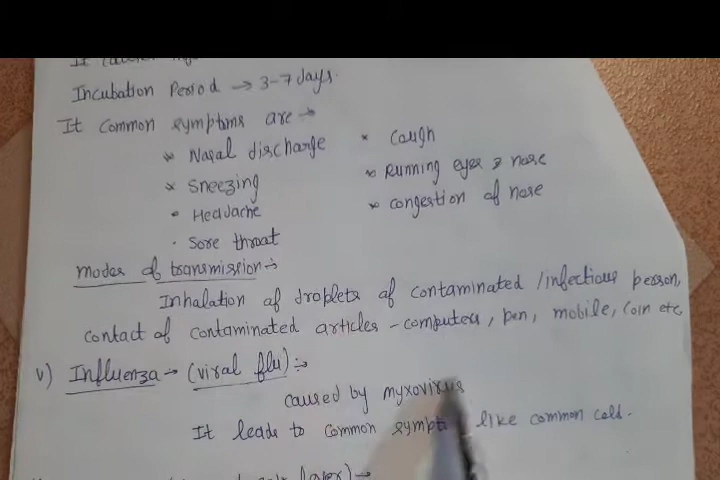 It
Incubation Period → 3-7 days.
It Common symptoms are →
* Nasal discharge * Cough
* Sneezing * Running eyes & nose
• Headache * Congestion of nose
• Sore throat
Modes of transmission:→
Inhalation of droplets of contaminated / infectious person,
contact of contaminated articles - computers, pen, mobile, coin etc,
v) Influenza → (viral flu) :→
caused by myxovirus
It leads to common sympt like common cold.